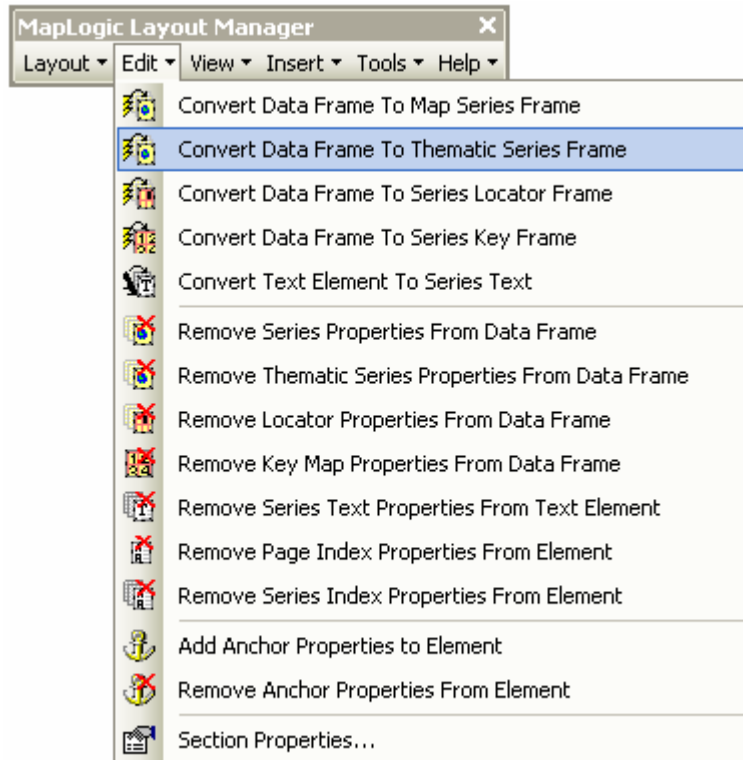 MapLogic Layout Manager
Layout Edit View Insert Tools Help
Convert Data Frame To Map Series Frame
Convert Data Frame To Thematic Series Frame
Convert Data Frame To Series Locator Frame
Convert Data Frame To Series Key Frame
Convert Text Element To Series Text
Remove Series Properties From Data Frame
Remove Thematic Series Properties From Data Frame
Remove Locator Properties From Data Frame
Remove Key Map Properties From Data Frame
Remove Series Text Properties From Text Element
Remove Page Index Properties From Element
Remove Series Index Properties From Element
Add Anchor Properties to Element
Remove Anchor Properties From Element
Section Properties...